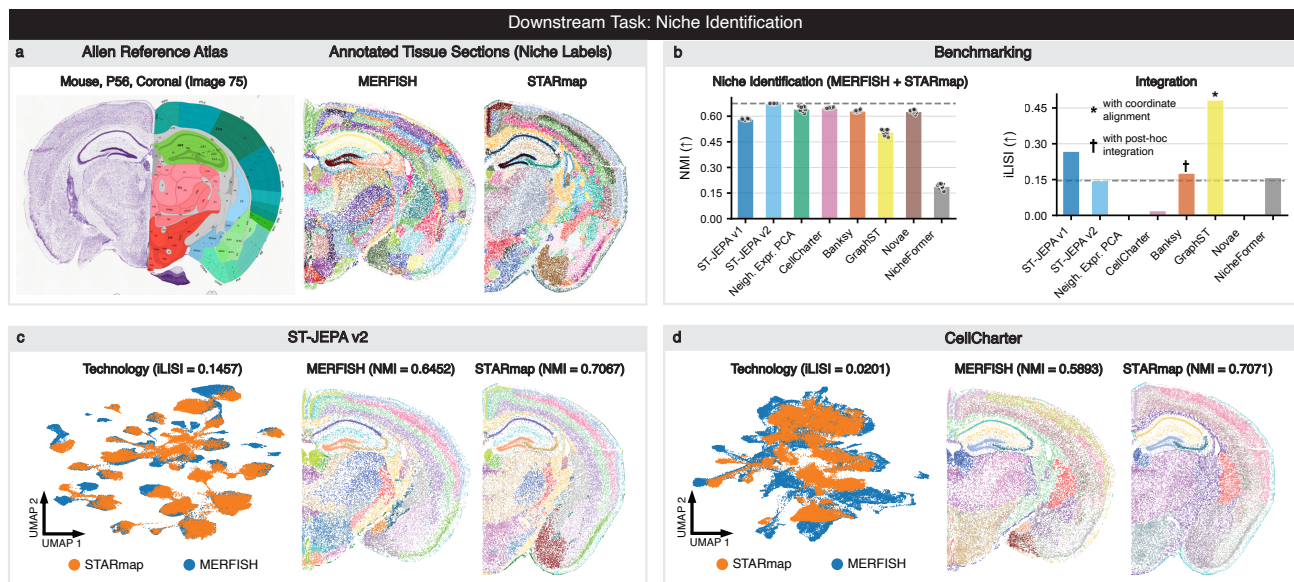 Downstream Task: Niche Identification
a
Allen Reference Atlas
Annotated Tissue Sections (Niche Labels)
Mouse, P56, Coronal (Image 75)
MERFISH
STARmap
b
Benchmarking
Niche Identification (MERFISH + STARmap)
NMI (↑)
0.60
0.45
0.30
0.15
0.00
ST-JEPA v1
ST-JEPA v2
Neigh. Expr. PCA
CellCharter
Banksy
GraphST
Novae
NicheFormer
Integration
iLISI (↑)
0.45
0.30
0.15
0.00
* with coordinate
alignment
† with post-hoc
integration
†
*
ST-JEPA v1
ST-JEPA v2
Neigh. Expr. PCA
CellCharter
Banksy
GraphST
Novae
NicheFormer
c
ST-JEPA v2
Technology (iLISI = 0.1457)
MERFISH (NMI = 0.6452)
STARmap (NMI = 0.7067)
UMAP 2
UMAP 1
STARmap
MERFISH
d
CellCharter
Technology (iLISI = 0.0201)
MERFISH (NMI = 0.5893)
STARmap (NMI = 0.7071)
UMAP 2
UMAP 1
STARmap
MERFISH